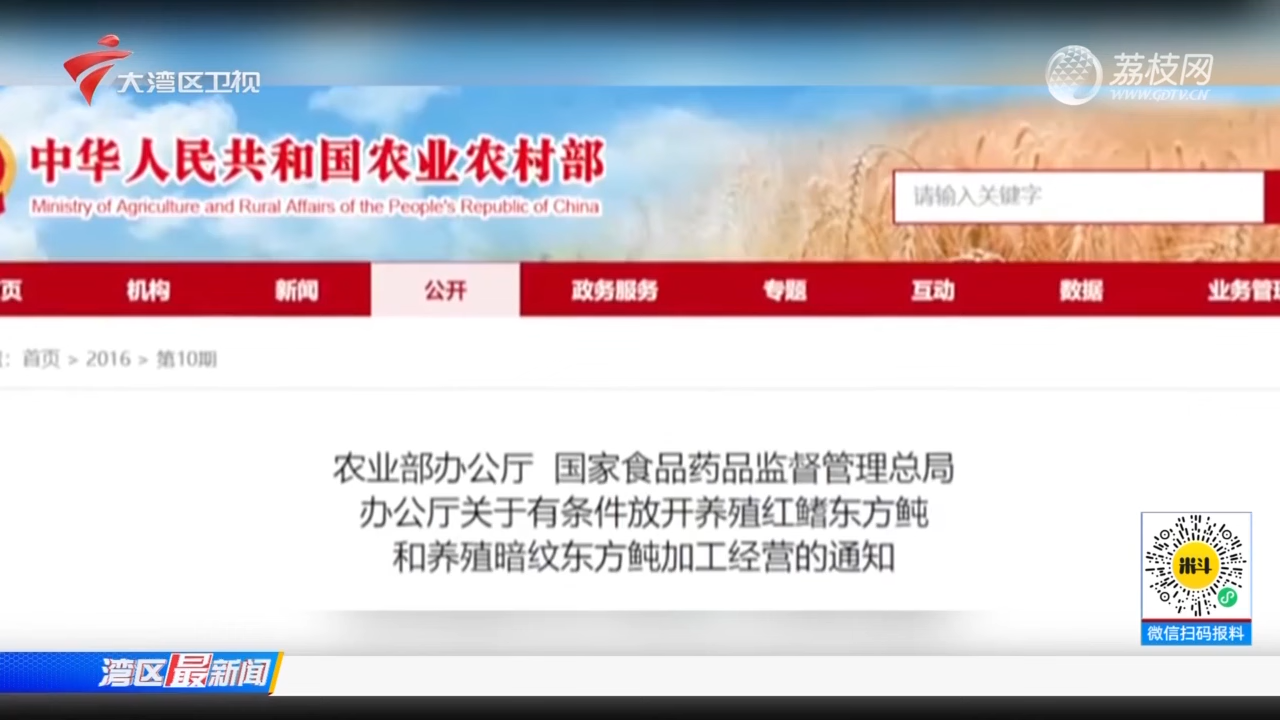 大湾区卫视
荔枝网
WWW.GDTV.CN
中华人民共和国农业农村部
Ministry of Agriculture and Rural Affairs of the People's Republic of China
请输入关键字
页 机构 新闻 公开 政务服务 专题 互动 数据 业务管理
: 首页 > 2016 > 第10期
农业部办公厅 国家食品药品监督管理总局
办公厅关于有条件放开养殖红鳍东方鲀
和养殖暗纹东方鲀加工经营的通知
米斗
微信扫码报料
湾区最新闻